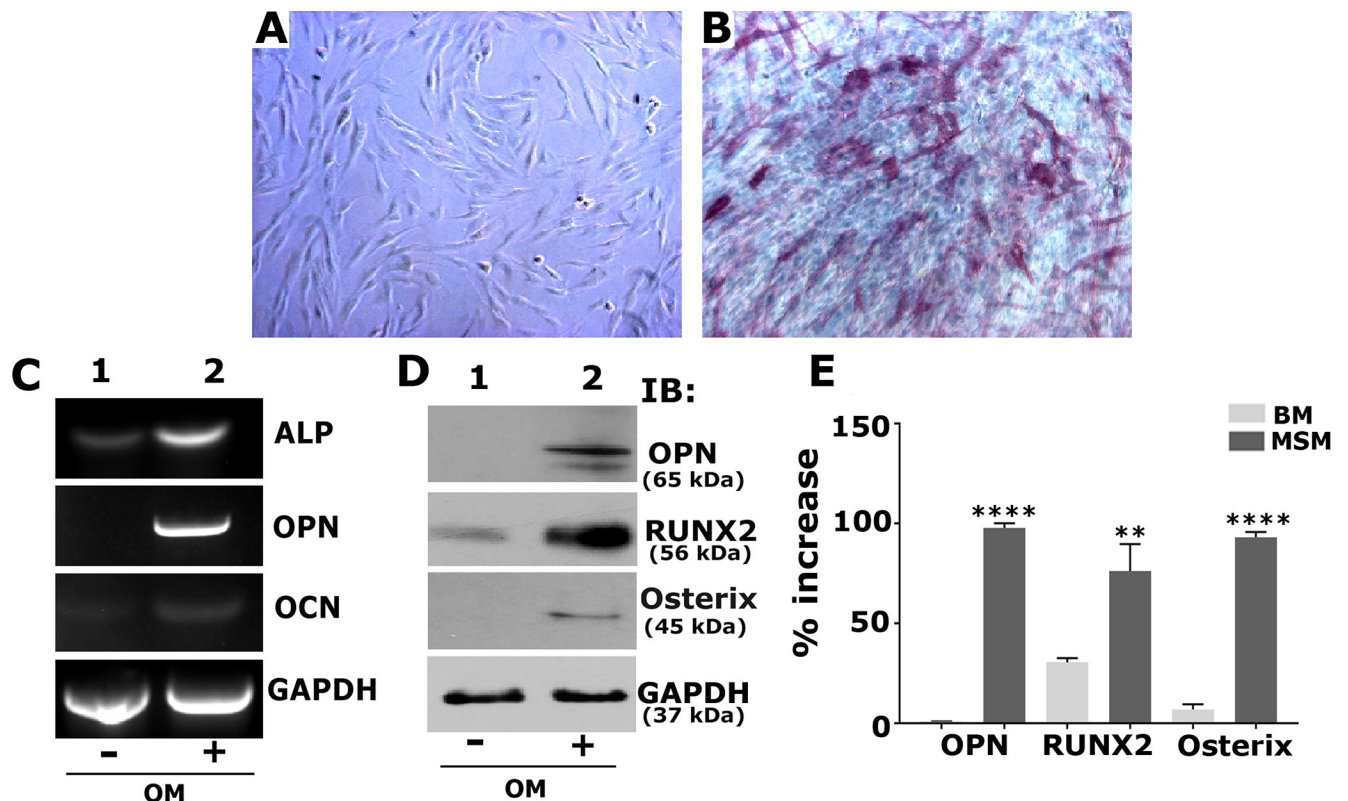 A
B
C
1 2
ALP
OPN
OCN
GAPDH
- +
OM
D
1 2
IB:
OPN
(65 kDa)
RUNX2
(56 kDa)
Osterix
(45 kDa)
GAPDH
(37 kDa)
- +
OM
E
BM
MSM
% increase
150
100
50
0
**** ** ****
OPN RUNX2 Osterix